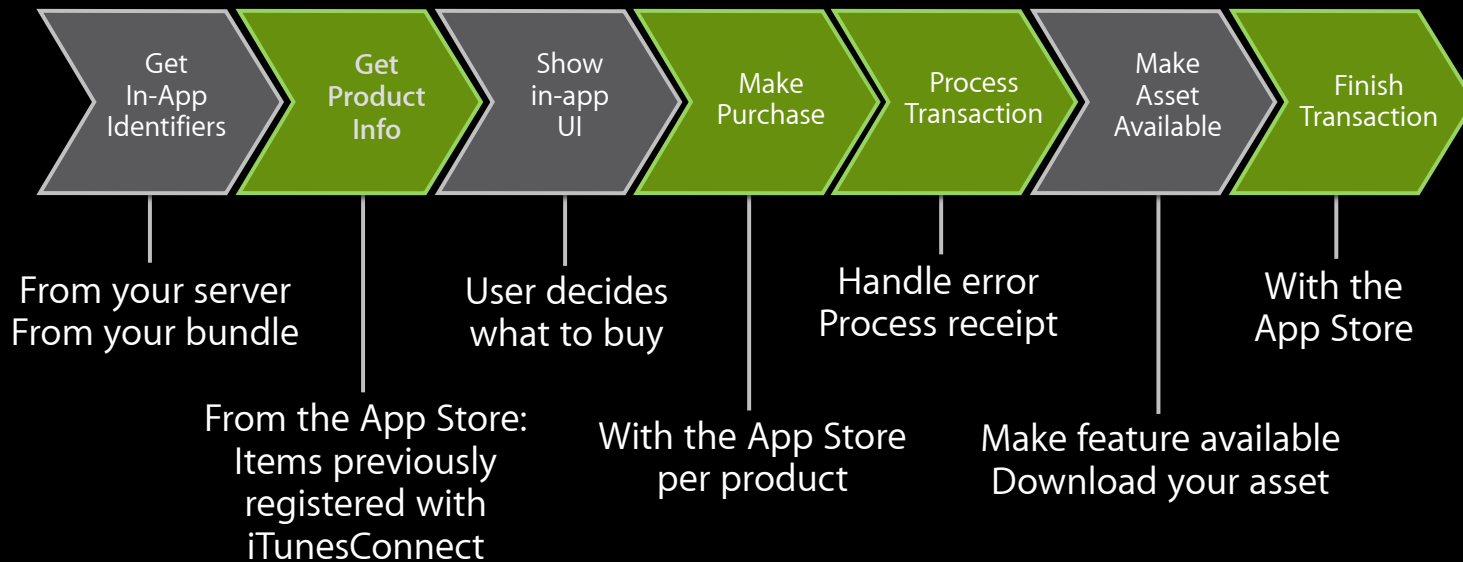 Get
In-App
Identifiers
Get
Product
Info
Show
in-app
UI
Make
Purchase
Process
Transaction
Make
Asset
Available
Finish
Transaction
From your server
From your bundle
From the App Store:
Items previously
registered with
iTunesConnect
User decides
what to buy
With the App Store
per product
Handle error
Process receipt
Make feature available
Download your asset
With the
App Store